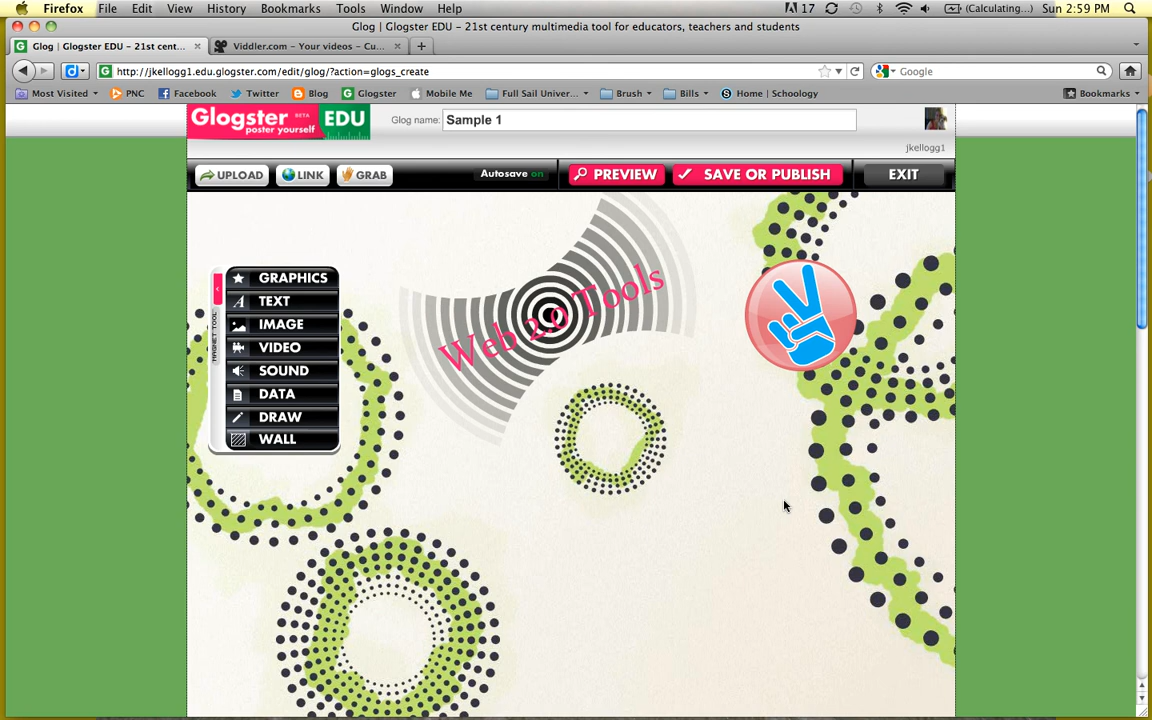 Firefox File Edit View History Bookmarks Tools Window Help 17 (Calculating... Sun 2:59 PM
Glog | Glogster EDU – 21st century multimedia tool for educators, teachers and students
Glog | Glogster EDU – 21st cent... Viddler.com – Your videos – Cu...
http://jkellogg1.edu.glogster.com/edit/glog/?action=glogs_create Google
Most Visited PNC Facebook Twitter Blog Glogster Mobile Me Full Sail Univer... Brush Bills Home | Schoology Bookmarks
Glogster BETA EDU
poster yourself
Glog name: Sample 1
jkellogg1
UPLOAD LINK GRAB Autosave on PREVIEW SAVE OR PUBLISH EXIT
MAGNET TOOL
GRAPHICS
TEXT
IMAGE
VIDEO
SOUND
DATA
DRAW
WALL
Web 2.0 Tools